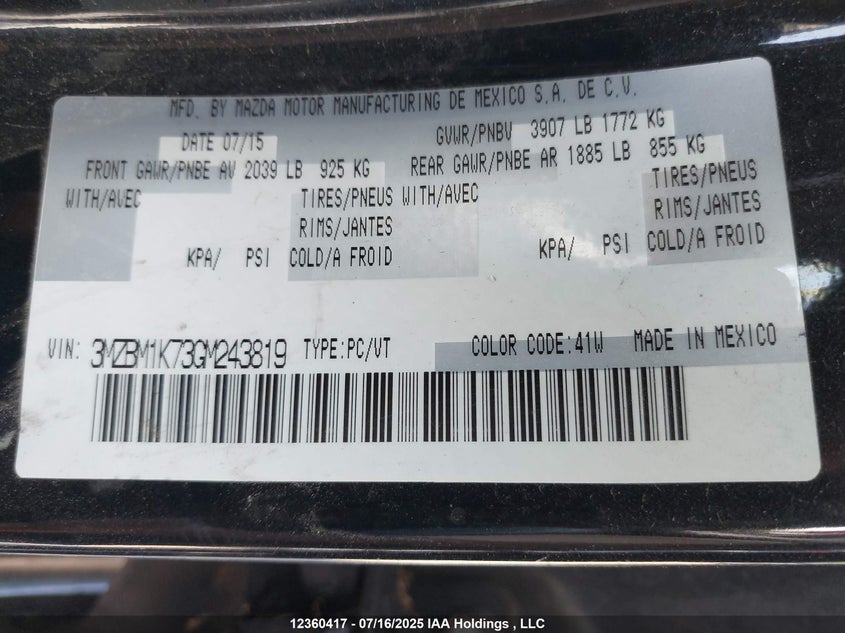 MFD. BY MAZDA MOTOR MANUFACTURING DE MEXICO S.A. DE C.V.
DATE 07/15 GVWR/PNBV 3907 LB 1772 KG
FRONT GAWR/PNBE AV 2039 LB 925 KG REAR GAWR/PNBE AR 1885 LB 855 KG
WITH/AVEC TIRES/PNEUS WITH/AVEC TIRES/PNEUS
RIMS/JANTES RIMS/JANTES
KPA/ PSI COLD/A FROID KPA/ PSI COLD/A FROID
VIN: 3MZBM1K73GM243819 TYPE:PC/VT COLOR CODE:41W MADE IN MEXICO
12360417 - 07/16/2025 IAA Holdings , LLC